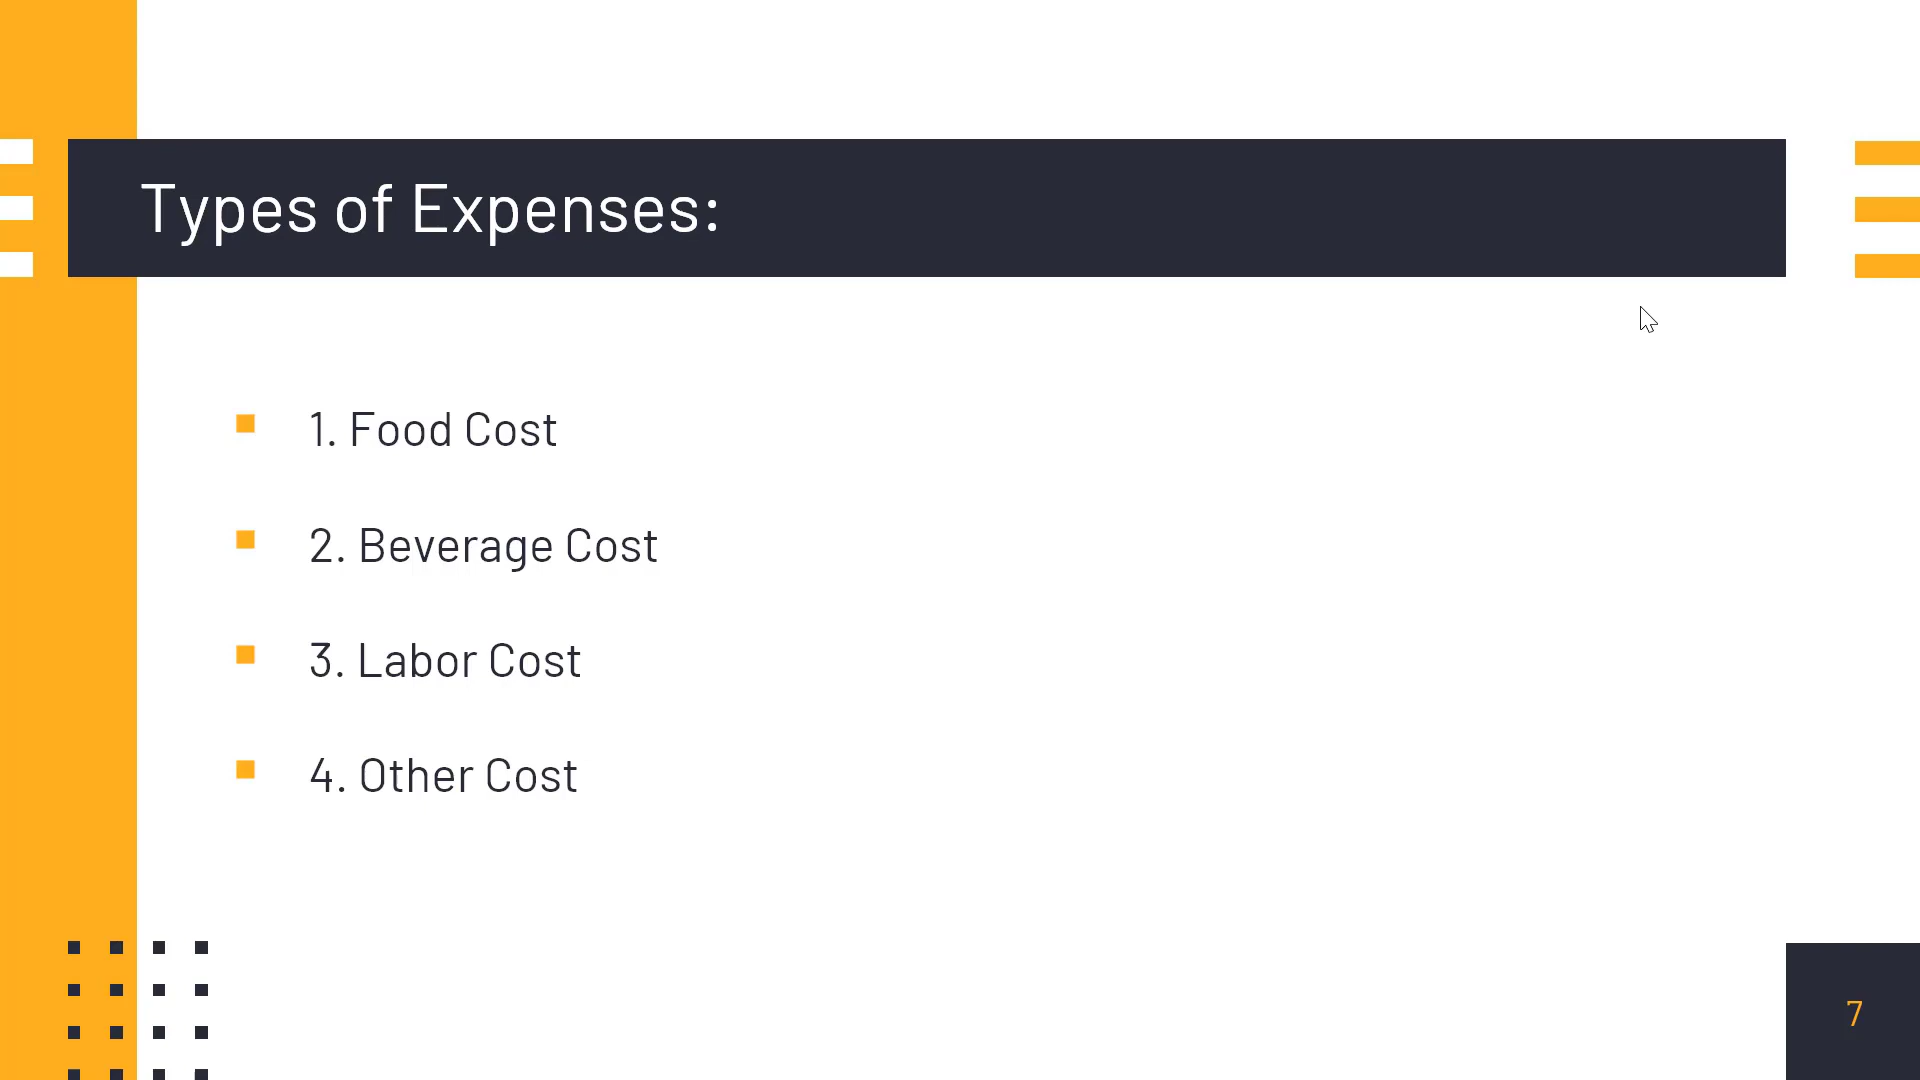 Types of Expenses:
1. Food Cost
2. Beverage Cost
3. Labor Cost
4. Other Cost
7